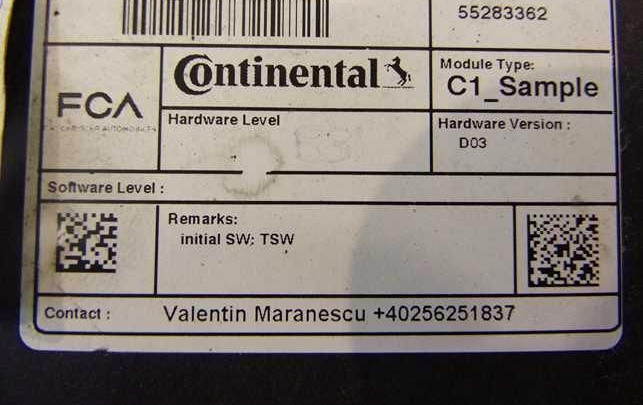 55283362
Continental
Module Type:
C1_Sample
FCA
Hardware Level
Hardware Version :
D03
Software Level :
Remarks:
initial SW; TSW
Contact : Valentin Maranescu +40256251837